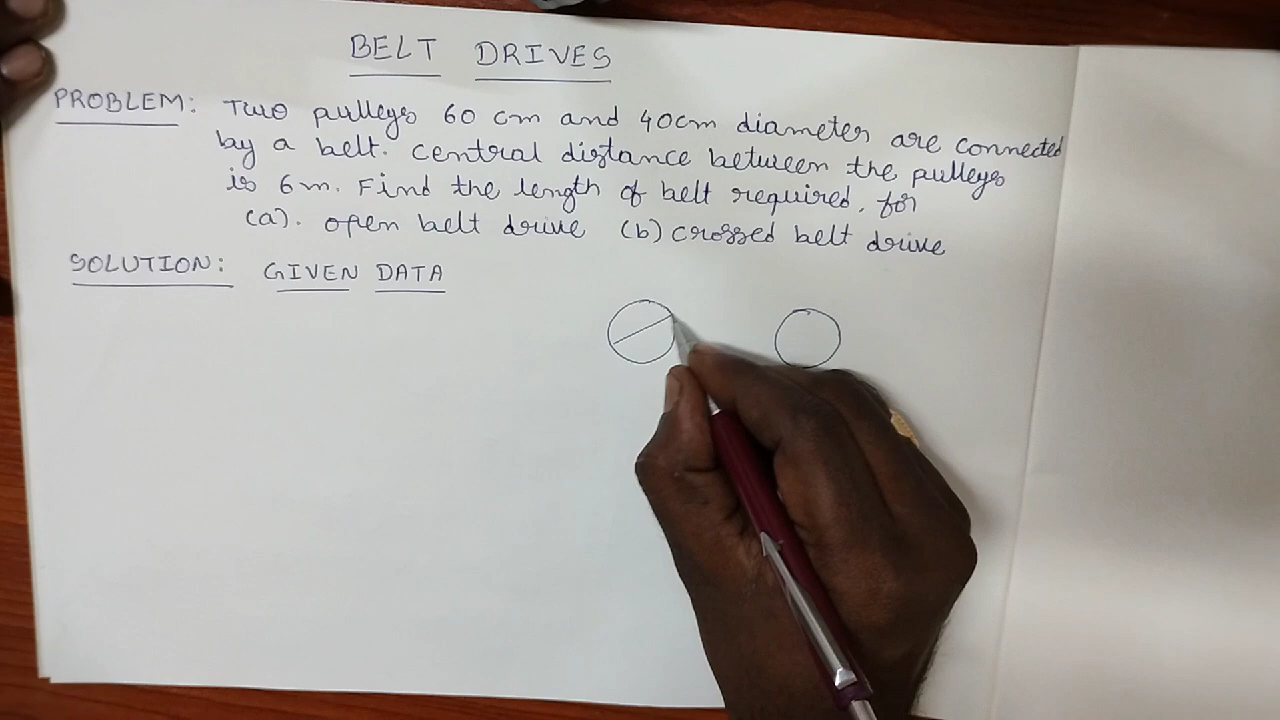 BELT DRIVES
PROBLEM: Two pulleys 60 cm and 40cm diameter are connected
by a belt. Central distance between the pulleys
is 6m. Find the length of belt required, for
(a). open belt drive (b) crossed belt drive
SOLUTION: GIVEN DATA